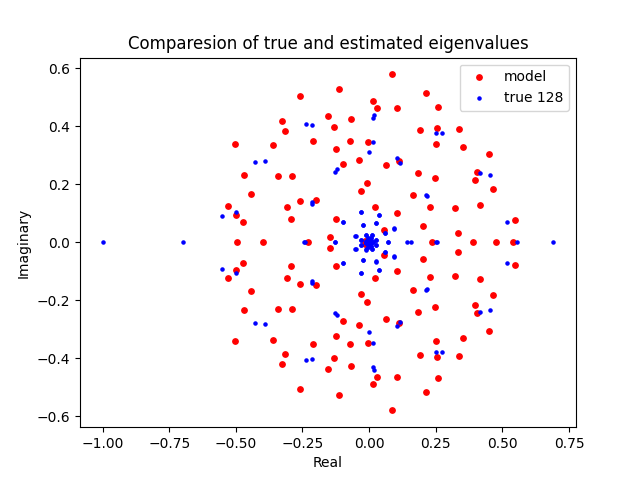 Comparesion of true and estimated eigenvalues
model
true 128
0.6
0.4
0.2
0.0
−0.2
−0.4
−0.6
Imaginary
−1.00 −0.75 −0.50 −0.25 0.00 0.25 0.50 0.75
Real